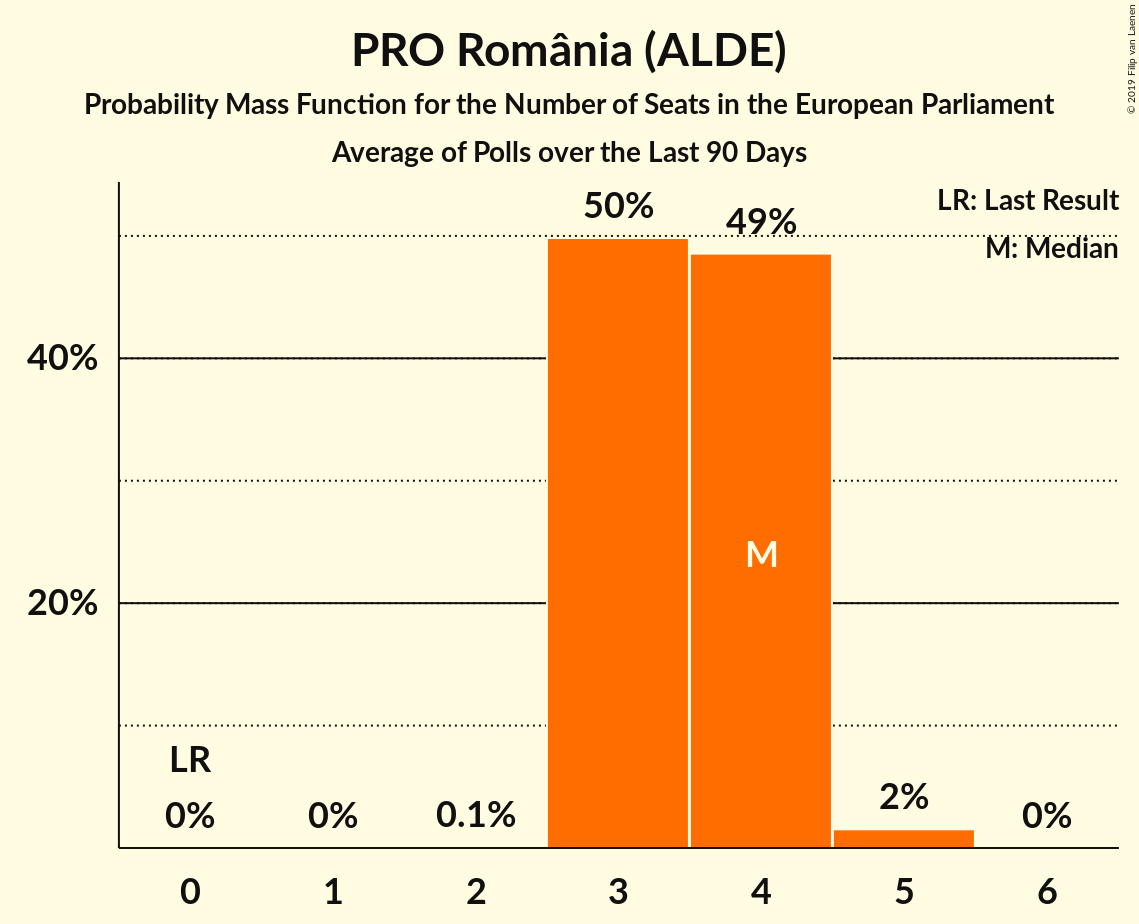 PRO România (ALDE)
Probability Mass Function for the Number of Seats in the European Parliament
Average of Polls over the Last 90 Days
© 2019 Filip van Laenen
LR: Last Result
M: Median
50%
49%
40%
20%
M
LR
0%
0%
0.1%
2%
0%
0
1
2
3
4
5
6